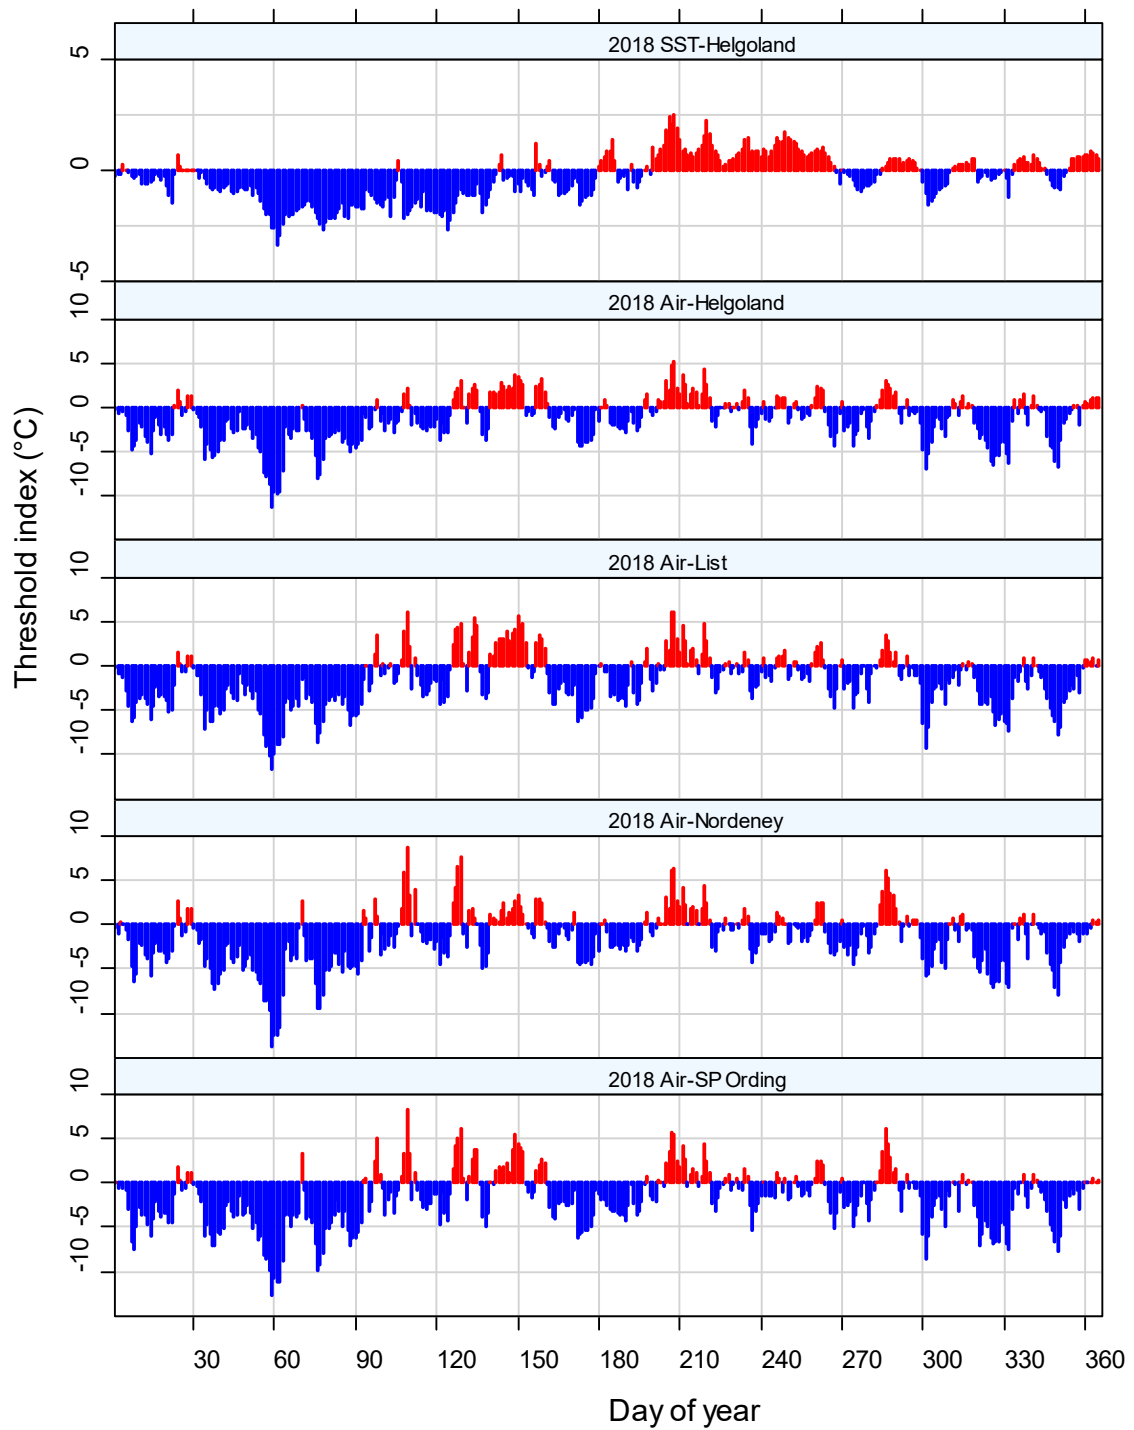 2018 SST-Helgoland
5
0
-5
2018 Air-Helgoland
10
5
0
-5
-10
2018 Air-List
10
5
0
-5
-10
2018 Air-Nordeney
10
5
0
-5
-10
2018 Air-SP Ording
10
5
0
-5
-10
Threshold index (°C)
30 60 90 120 150 180 210 240 270 300 330 360
Day of year